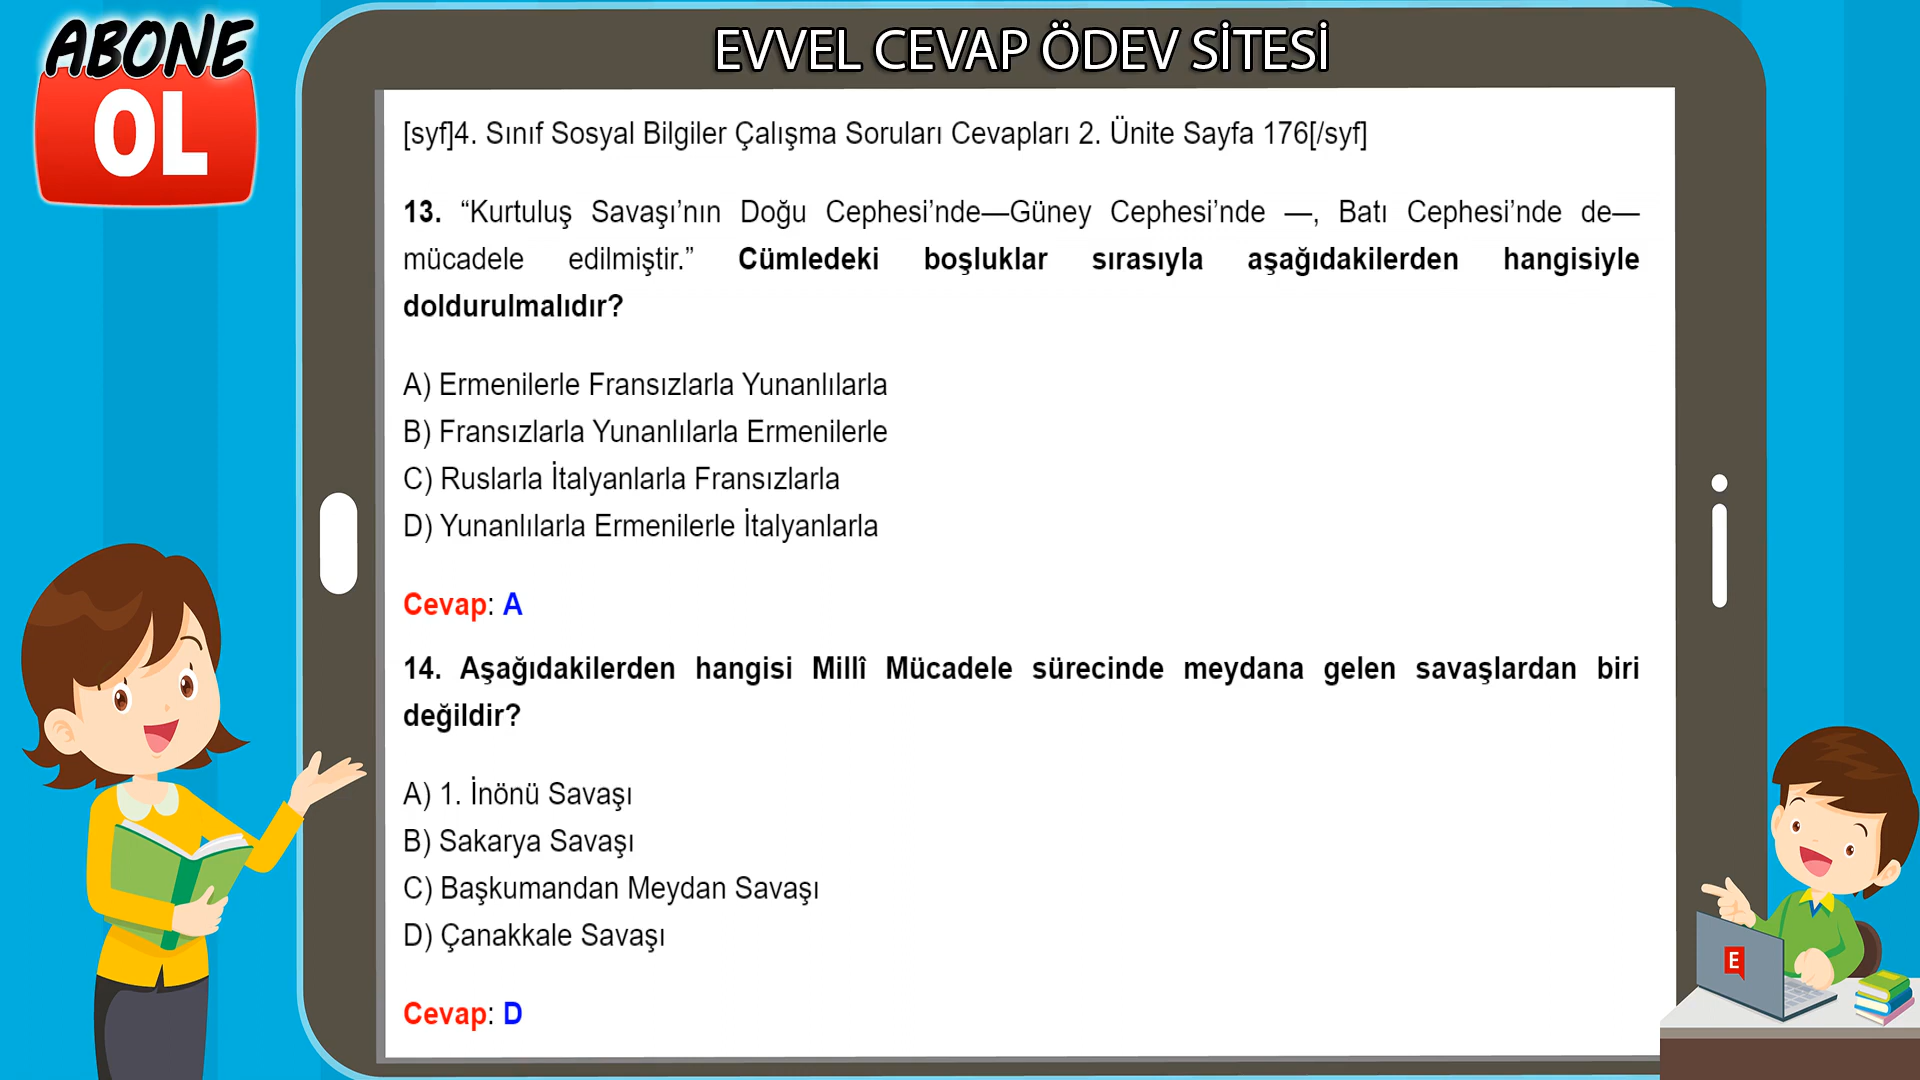 ABONE
OL
EVVEL CEVAP ÖDEV SİTESİ
[syf]4. Sınıf Sosyal Bilgiler Çalışma Soruları Cevapları 2. Ünite Sayfa 176[/syf]
13. “Kurtuluş Savaşı’nın Doğu Cephesi’nde—Güney Cephesi’nde —, Batı Cephesi’nde de—
mücadele edilmiştir.” Cümledeki boşluklar sırasıyla aşağıdakilerden hangisiyle
doldurulmalıdır?
A) Ermenilerle Fransızlarla Yunanlılarla
B) Fransızlarla Yunanlılarla Ermenilerle
C) Ruslarla İtalyanlarla Fransızlarla
D) Yunanlılarla Ermenilerle İtalyanlarla
Cevap: A
14. Aşağıdakilerden hangisi Millî Mücadele sürecinde meydana gelen savaşlardan biri
değildir?
A) 1. İnönü Savaşı
B) Sakarya Savaşı
C) Başkumandan Meydan Savaşı
D) Çanakkale Savaşı
Cevap: D
E